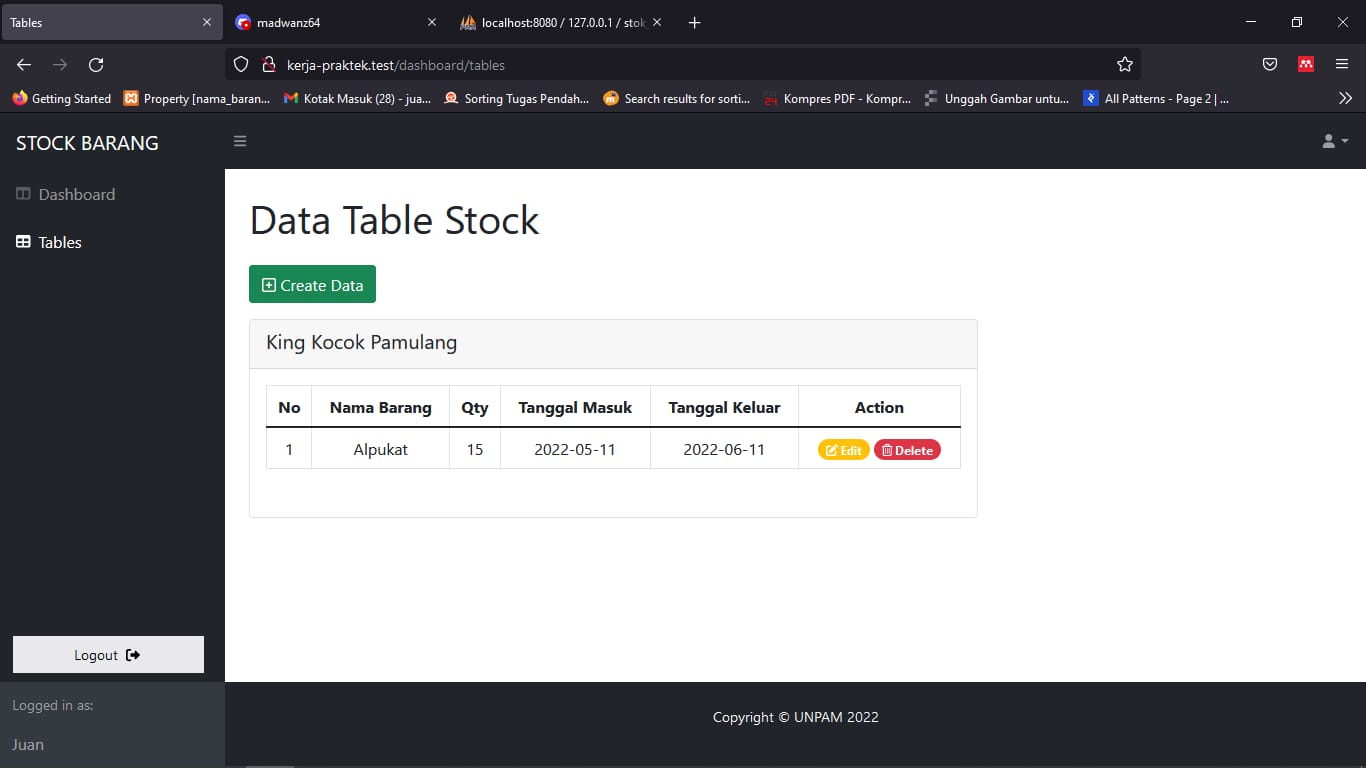 Tables
madwanz64
localhost:8080 / 127.0.0.1 / stok
kerja-praktek.test/dashboard/tables
Getting Started
Property [nama_baran...
Kotak Masuk (28) - jua...
Sorting Tugas Pendah...
Search results for sorti...
Kompres PDF - Kompr...
Unggah Gambar untu...
All Patterns - Page 2 | ...
STOCK BARANG
Dashboard
Tables
Data Table Stock
Create Data
King Kocok Pamulang
No Nama Barang Qty Tanggal Masuk Tanggal Keluar Action
1 Alpukat 15 2022-05-11 2022-06-11 Edit Delete
Logout
Logged in as:
Juan
Copyright © UNPAM 2022